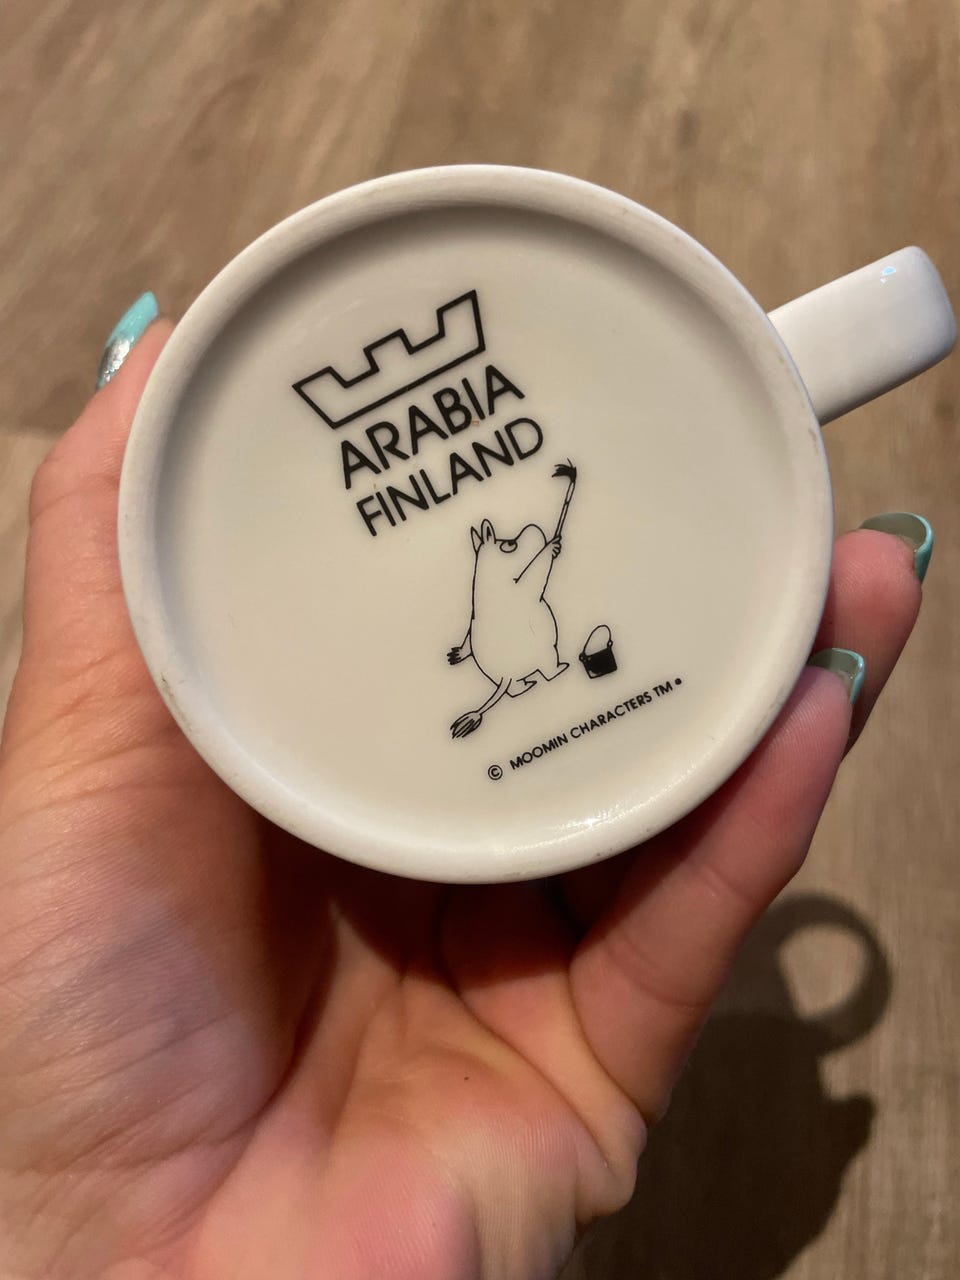 ARABIA
FINLAND
© MOOMIN CHARACTERS TM •